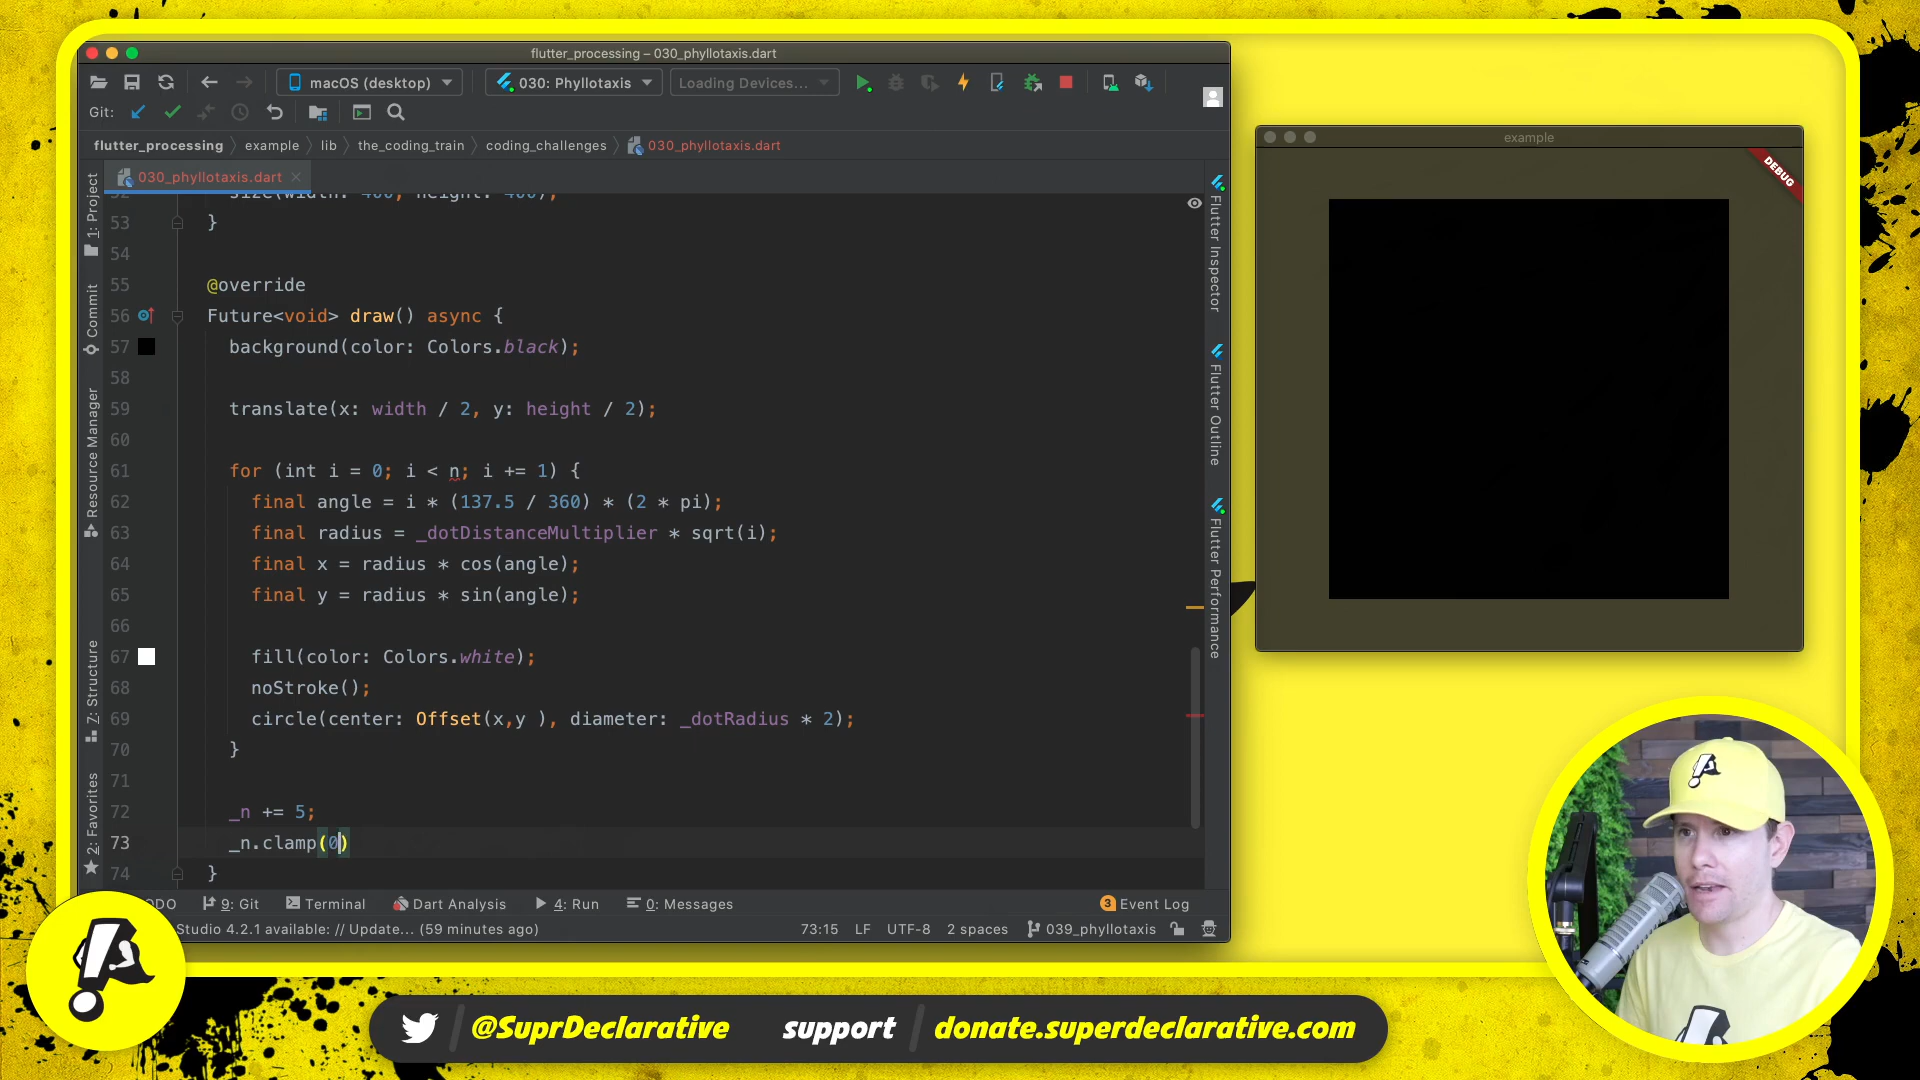 flutter_processing – 030_phyllotaxis.dart
macOS (desktop)
030: Phyllotaxis
Loading Devices...
Git:
flutter_processing
example
lib
the_coding_train
coding_challenges
030_phyllotaxis.dart
030_phyllotaxis.dart
53 }
54
55 @override
56 Future<void> draw() async {
57 background(color: Colors.black);
58
59 translate(x: width / 2, y: height / 2);
60
61 for (int i = 0; i < n; i += 1) {
62 final angle = i * (137.5 / 360) * (2 * pi);
63 final radius = _dotDistanceMultiplier * sqrt(i);
64 final x = radius * cos(angle);
65 final y = radius * sin(angle);
66
67 fill(color: Colors.white);
68 noStroke();
69 circle(center: Offset(x,y ), diameter: _dotRadius * 2);
70 }
71
72 _n += 5;
73 _n.clamp(0)
74 }
1: Project
Commit
Resource Manager
7: Structure
2: Favorites
Flutter Inspector
Flutter Outline
Flutter Performance
ODO
9: Git
Terminal
Dart Analysis
4: Run
0: Messages
3 Event Log
Studio 4.2.1 available: // Update... (59 minutes ago)
73:15
LF
UTF-8
2 spaces
039_phyllotaxis
example
DEBUG
@SuprDeclarative
support
donate.superdeclarative.com